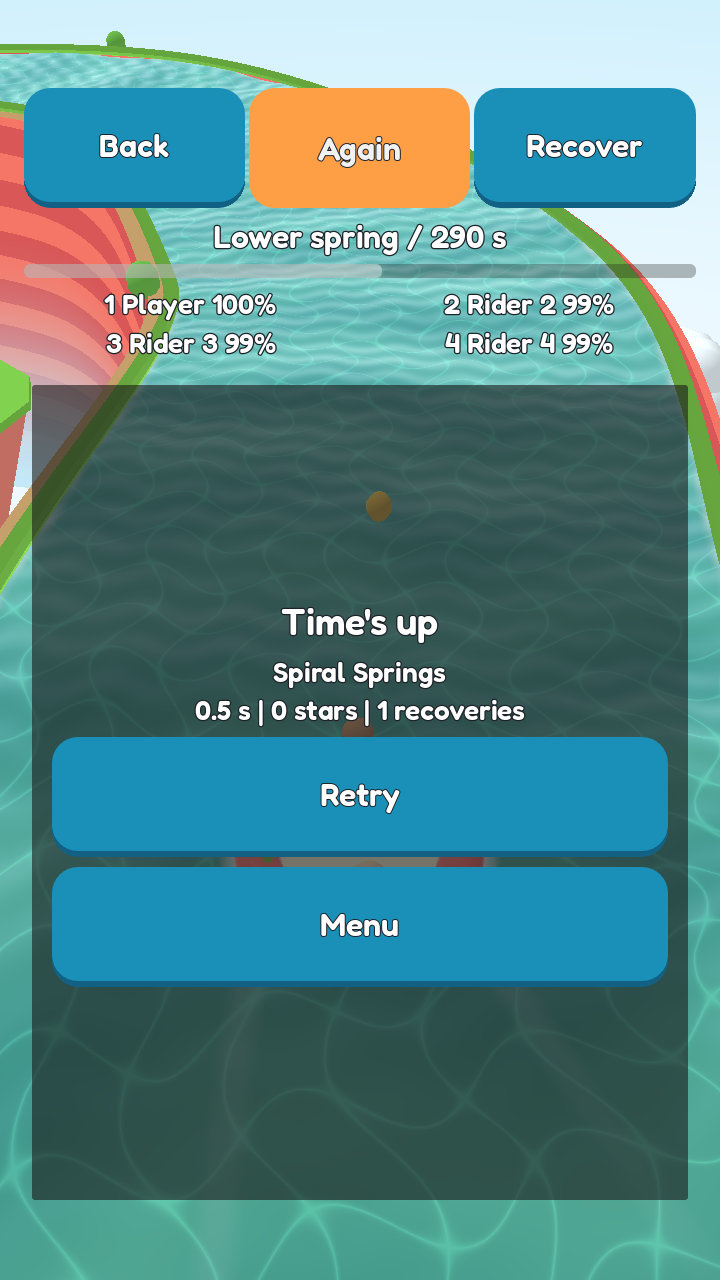 Back
Again
Recover
Lower spring / 290 s
1 Player 100%
2 Rider 2 99%
3 Rider 3 99%
4 Rider 4 99%
Time's up
Spiral Springs
0.5 s | 0 stars | 1 recoveries
Retry
Menu